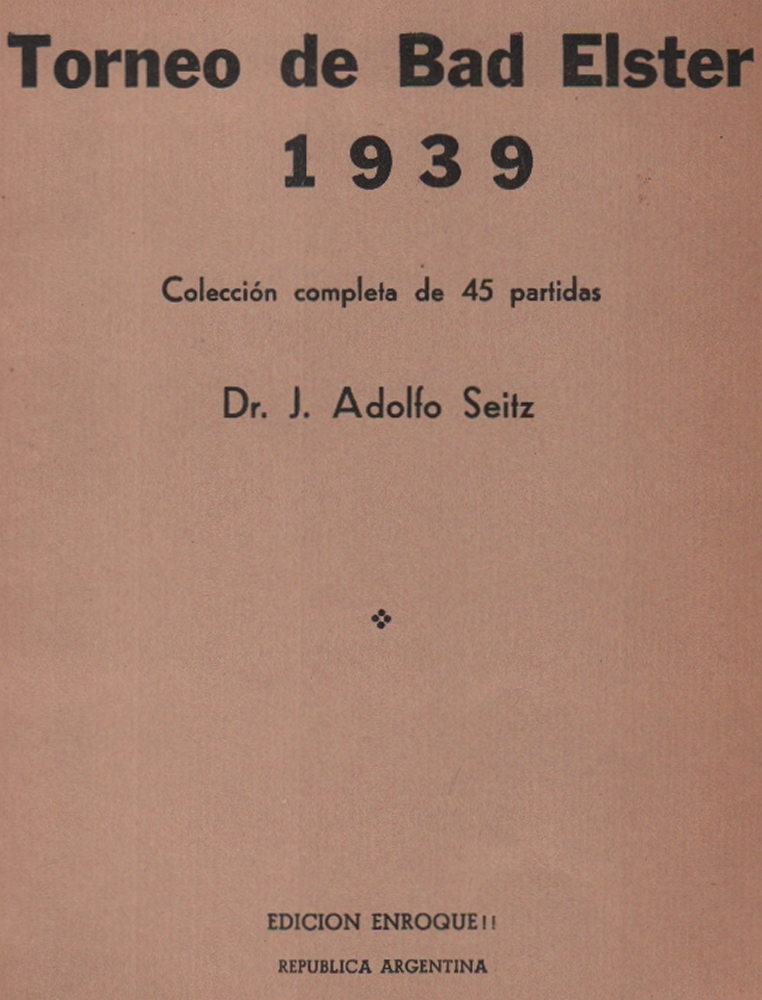 Torneo de Bad Elster
1939
Colección completa de 45 partidas
Dr. J. Adolfo Seitz
EDICION ENROQUE!!
REPUBLICA ARGENTINA